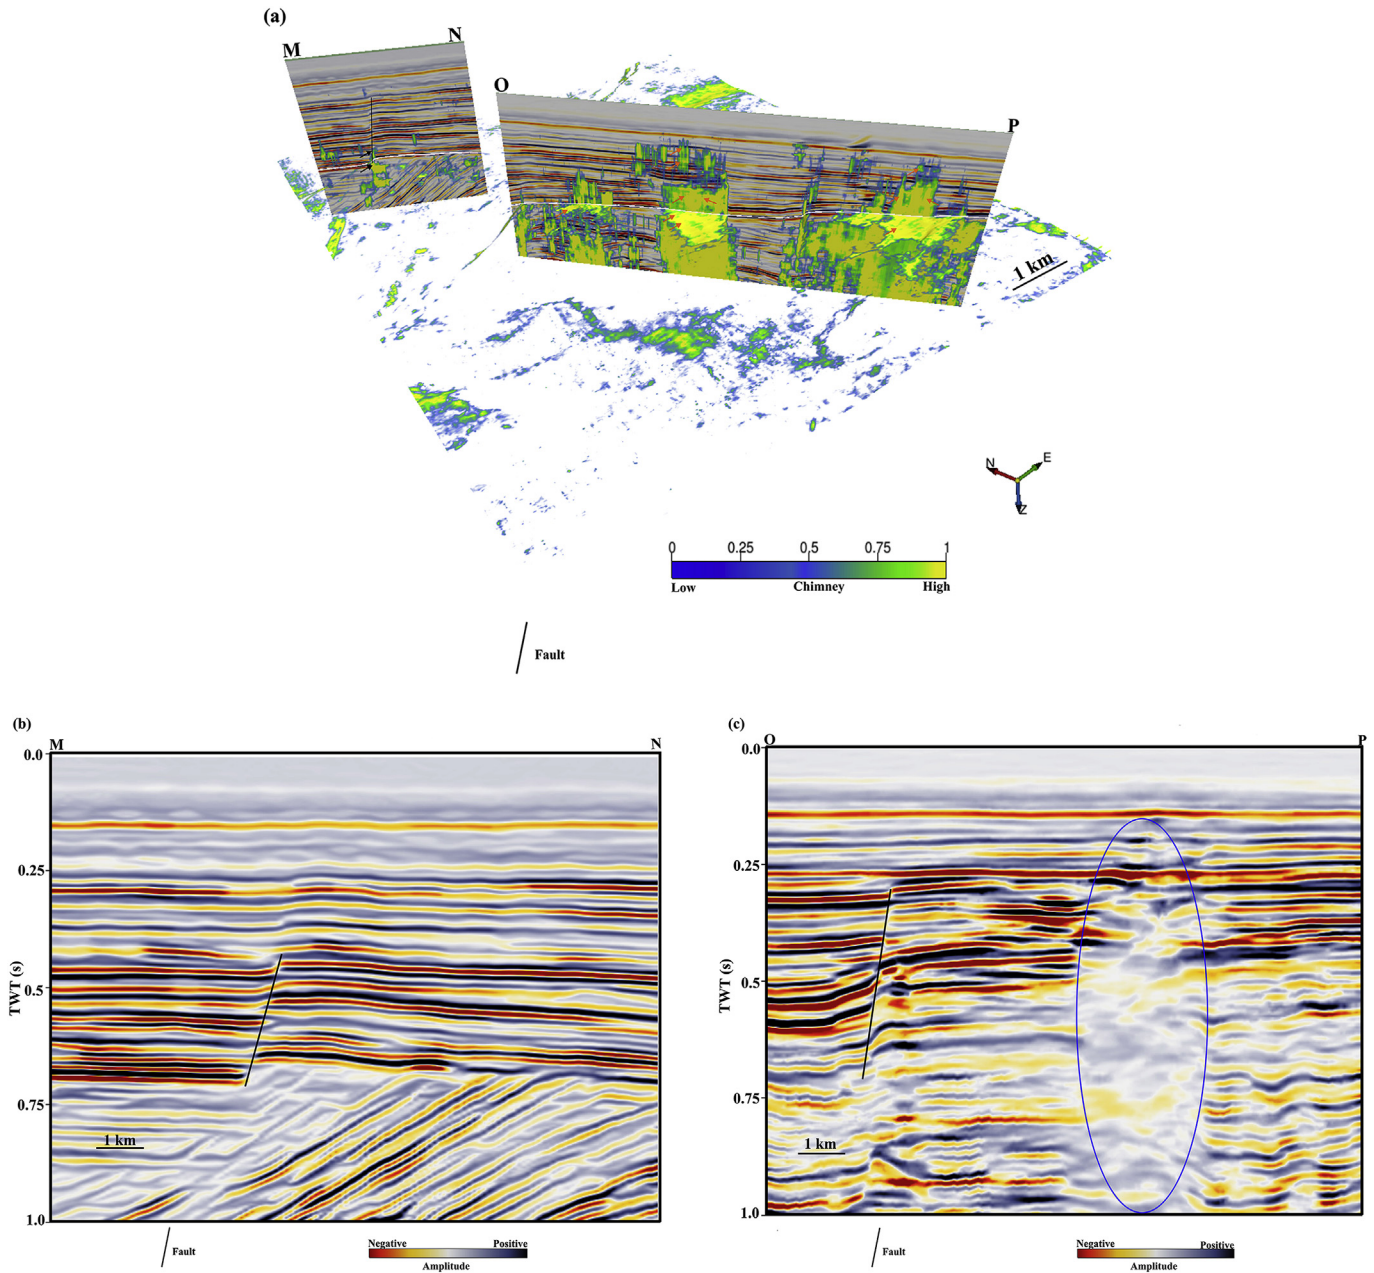 (a)
M
N
O
P
1 km
N
E
Z
0
0.25
0,5
0.75
1
Low
Chimney
High
Fault
(b)
M
N
0.0
0.25
0.5
0.75
1.0
TWT (s)
1 km
Fault
Negative
Positive
Amplitude
(c)
O
P
0.0
0.25
0.5
0.75
1.0
TWT (s)
1 km
Fault
Negative
Positive
Amplitude